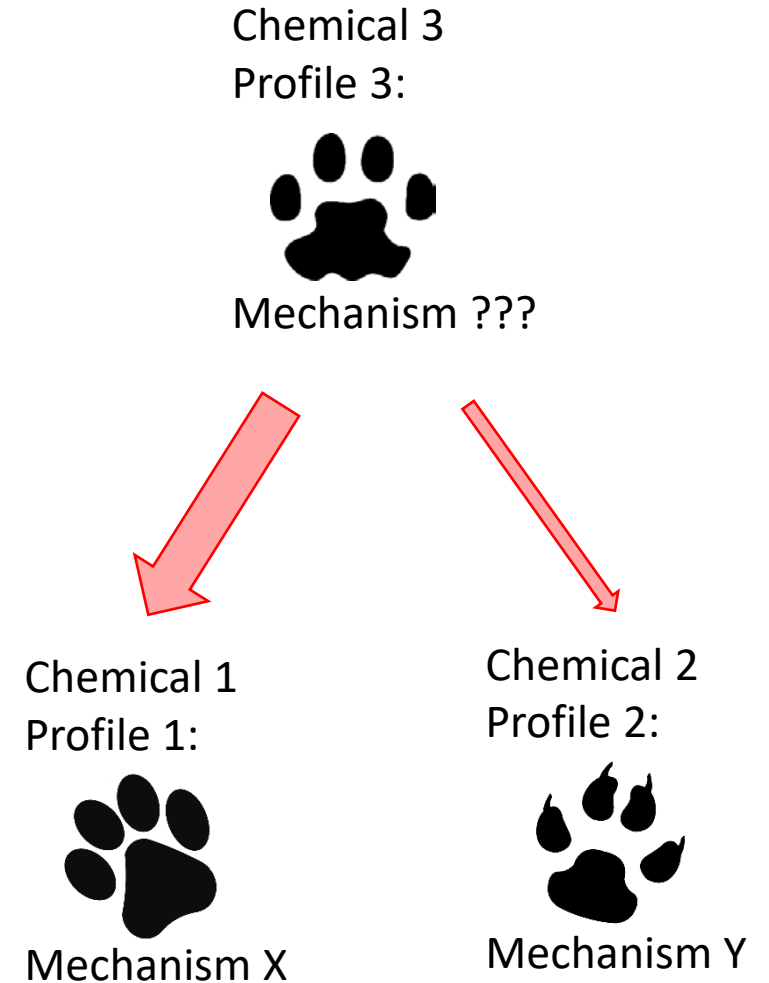 Chemical 3
Profile 3:
Mechanism ???
Chemical 1
Profile 1:
Mechanism X
Chemical 2
Profile 2:
Mechanism Y